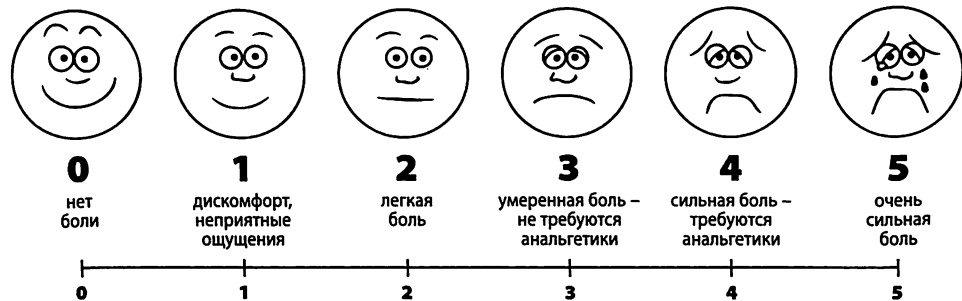 0 1 2 3 4 5
нет
боли
дискомфорт,
неприятные
ощущения
легкая
боль
умеренная боль –
не требуются
анальгетики
сильная боль –
требуются
анальгетики
очень
сильная
боль
0 1 2 3 4 5